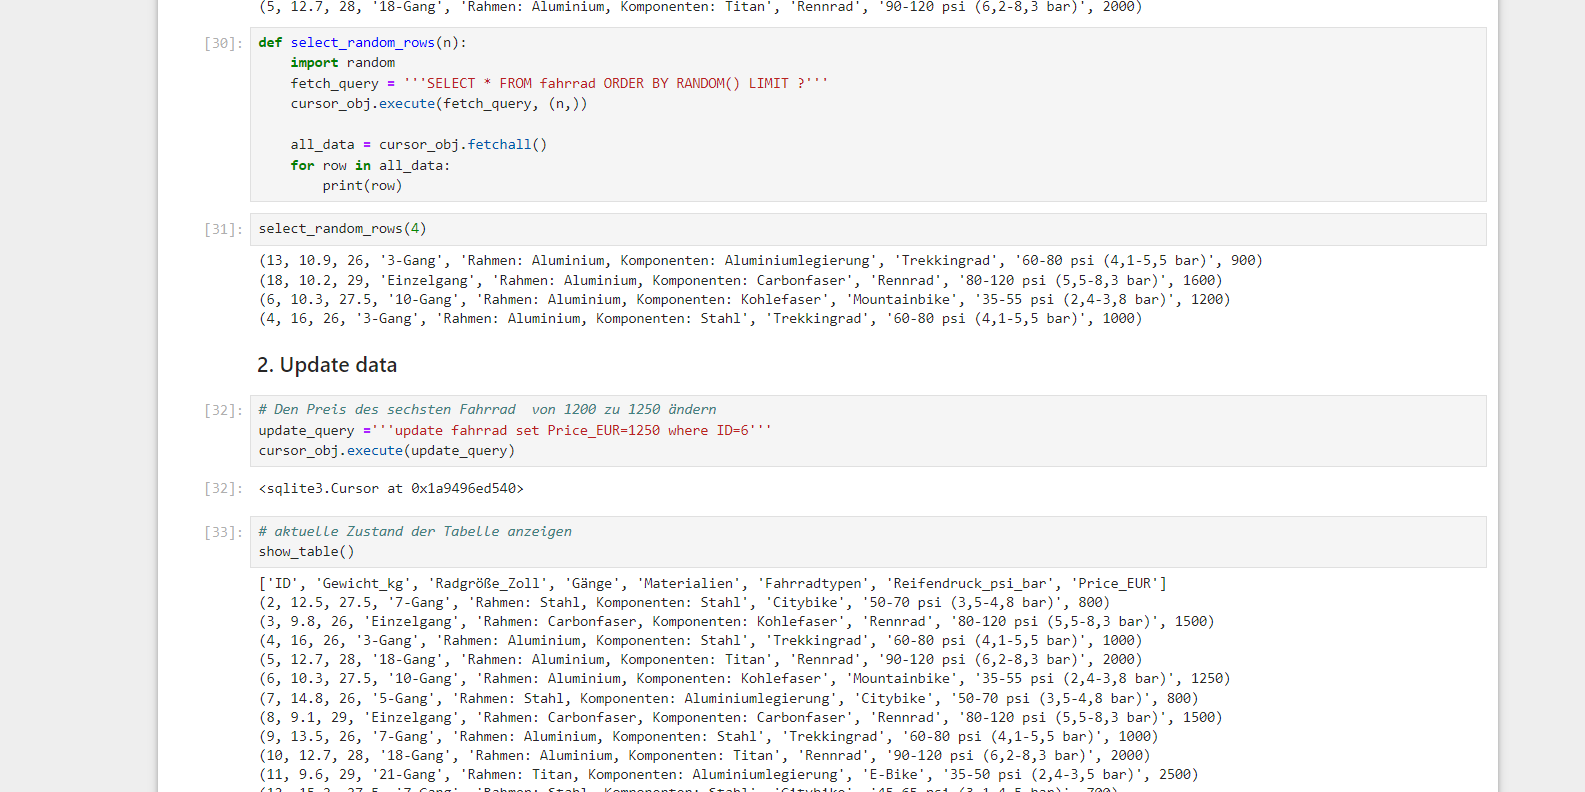 (5, 12.7, 28, '18-Gang', 'Rahmen: Aluminium, Komponenten: Titan', 'Rennrad', '90-120 psi (6,2-8,3 bar)', 2000)
[30]: def select_random_rows(n):
    import random
    fetch_query = '''SELECT * FROM fahrrad ORDER BY RANDOM() LIMIT ?'''
    cursor_obj.execute(fetch_query, (n,))
    all_data = cursor_obj.fetchall()
    for row in all_data:
        print(row)
[31]: select_random_rows(4)
(13, 10.9, 26, '3-Gang', 'Rahmen: Aluminium, Komponenten: Aluminiumlegierung', 'Trekkingrad', '60-80 psi (4,1-5,5 bar)', 900)
(18, 10.2, 29, 'Einzelgang', 'Rahmen: Aluminium, Komponenten: Carbonfaser', 'Rennrad', '80-120 psi (5,5-8,3 bar)', 1600)
(6, 10.3, 27.5, '10-Gang', 'Rahmen: Aluminium, Komponenten: Kohlefaser', 'Mountainbike', '35-55 psi (2,4-3,8 bar)', 1200)
(4, 16, 26, '3-Gang', 'Rahmen: Aluminium, Komponenten: Stahl', 'Trekkingrad', '60-80 psi (4,1-5,5 bar)', 1000)
2. Update data
[32]: # Den Preis des sechsten Fahrrad  von 1200 zu 1250 ändern
update_query ='''update fahrrad set Price_EUR=1250 where ID=6'''
cursor_obj.execute(update_query)
[32]: <sqlite3.Cursor at 0x1a9496ed540>
[33]: # aktuelle Zustand der Tabelle anzeigen
show_table()
['ID', 'Gewicht_kg', 'Radgröße_Zoll', 'Gänge', 'Materialien', 'Fahrradtypen', 'Reifendruck_psi_bar', 'Price_EUR']
(2, 12.5, 27.5, '7-Gang', 'Rahmen: Stahl, Komponenten: Stahl', 'Citybike', '50-70 psi (3,5-4,8 bar)', 800)
(3, 9.8, 26, 'Einzelgang', 'Rahmen: Carbonfaser, Komponenten: Kohlefaser', 'Rennrad', '80-120 psi (5,5-8,3 bar)', 1500)
(4, 16, 26, '3-Gang', 'Rahmen: Aluminium, Komponenten: Stahl', 'Trekkingrad', '60-80 psi (4,1-5,5 bar)', 1000)
(5, 12.7, 28, '18-Gang', 'Rahmen: Aluminium, Komponenten: Titan', 'Rennrad', '90-120 psi (6,2-8,3 bar)', 2000)
(6, 10.3, 27.5, '10-Gang', 'Rahmen: Aluminium, Komponenten: Kohlefaser', 'Mountainbike', '35-55 psi (2,4-3,8 bar)', 1250)
(7, 14.8, 26, '5-Gang', 'Rahmen: Stahl, Komponenten: Aluminiumlegierung', 'Citybike', '50-70 psi (3,5-4,8 bar)', 800)
(8, 9.1, 29, 'Einzelgang', 'Rahmen: Carbonfaser, Komponenten: Carbonfaser', 'Rennrad', '80-120 psi (5,5-8,3 bar)', 1500)
(9, 13.5, 26, '7-Gang', 'Rahmen: Aluminium, Komponenten: Stahl', 'Trekkingrad', '60-80 psi (4,1-5,5 bar)', 1000)
(10, 12.7, 28, '18-Gang', 'Rahmen: Aluminium, Komponenten: Titan', 'Rennrad', '90-120 psi (6,2-8,3 bar)', 2000)
(11, 9.6, 29, '21-Gang', 'Rahmen: Titan, Komponenten: Aluminiumlegierung', 'E-Bike', '35-50 psi (2,4-3,5 bar)', 2500)